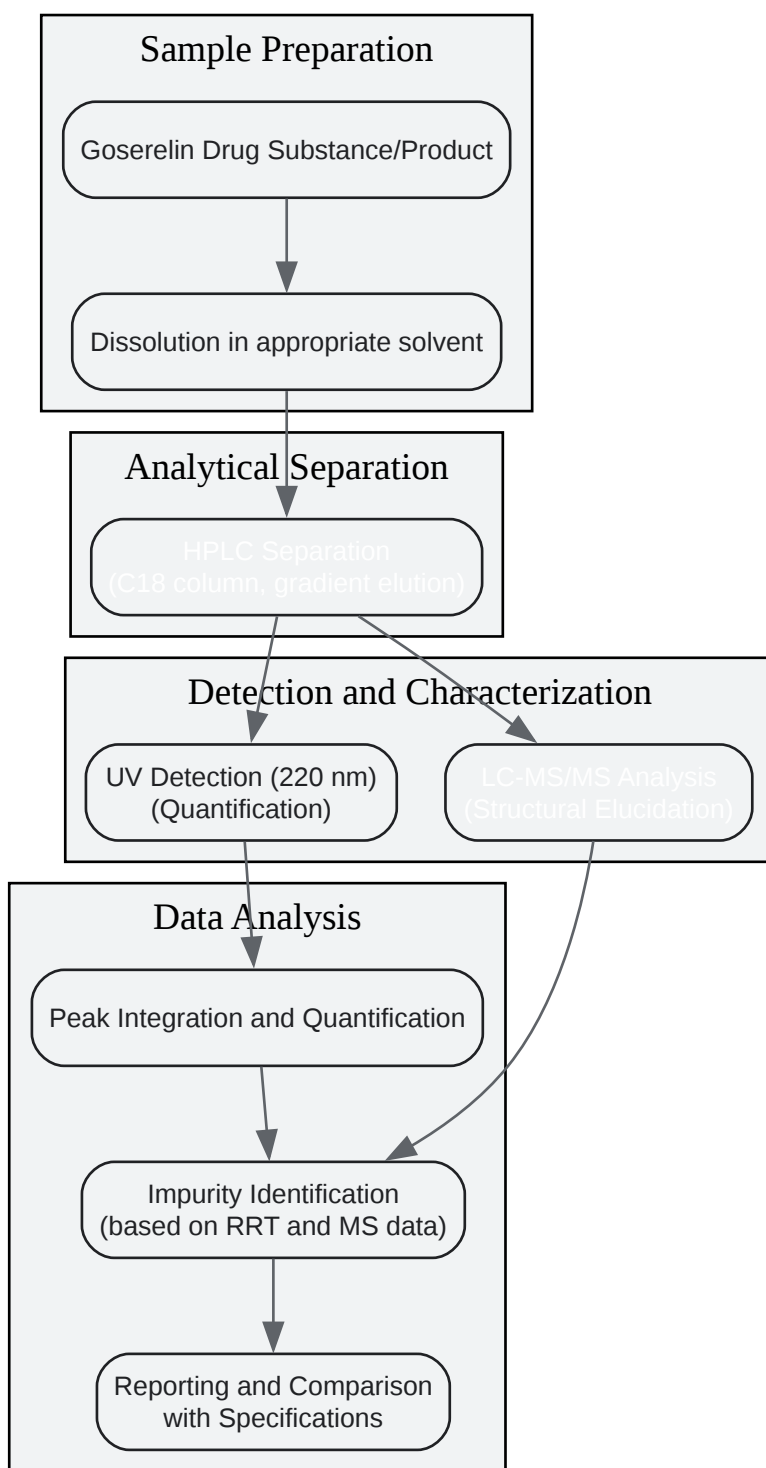 Sample Preparation
Goserelin Drug Substance/Product
Dissolution in appropriate solvent
Analytical Separation
HPLC Separation
(C18 column, gradient elution)
Detection and Characterization
UV Detection (220 nm)
(Quantification)
LC-MS/MS Analysis
(Structural Elucidation)
Data Analysis
Peak Integration and Quantification
Impurity Identification
(based on RRT and MS data)
Reporting and Comparison
with Specifications